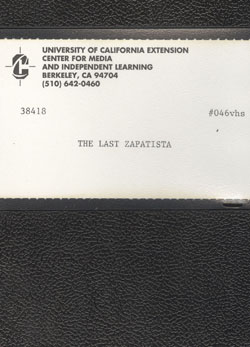 UNIVERSITY OF CALIFORNIA EXTENSION
CENTER FOR MEDIA
AND INDEPENDENT LEARNING
BERKELEY, CA 94704
(510) 642-0460
38418 #046vhs
THE LAST ZAPATISTA